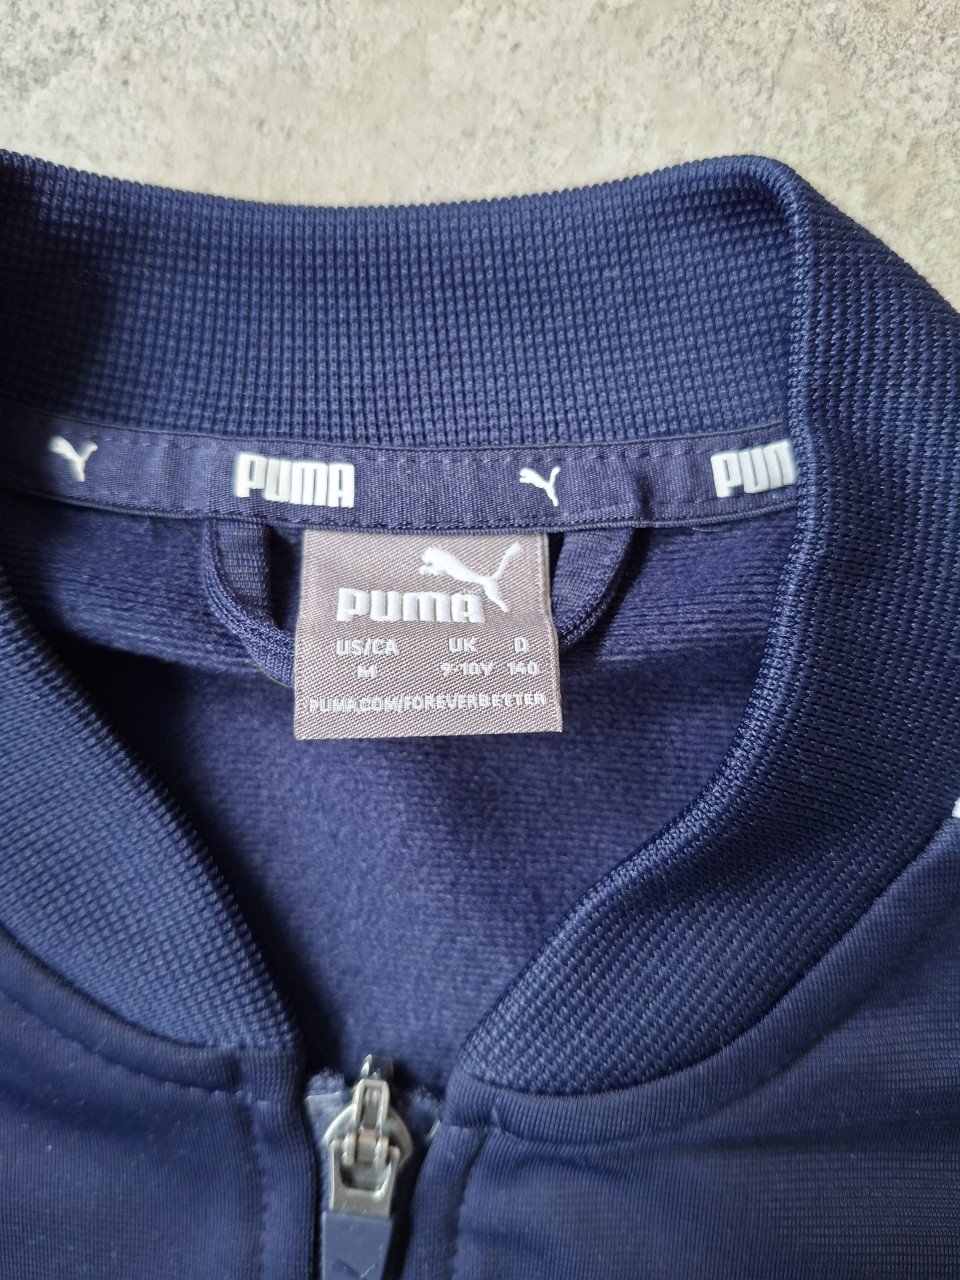 PUMA PUM
PUMA
US/CA UK D
M 9-10Y 140
PUMA.COM/FOREVERBETTER